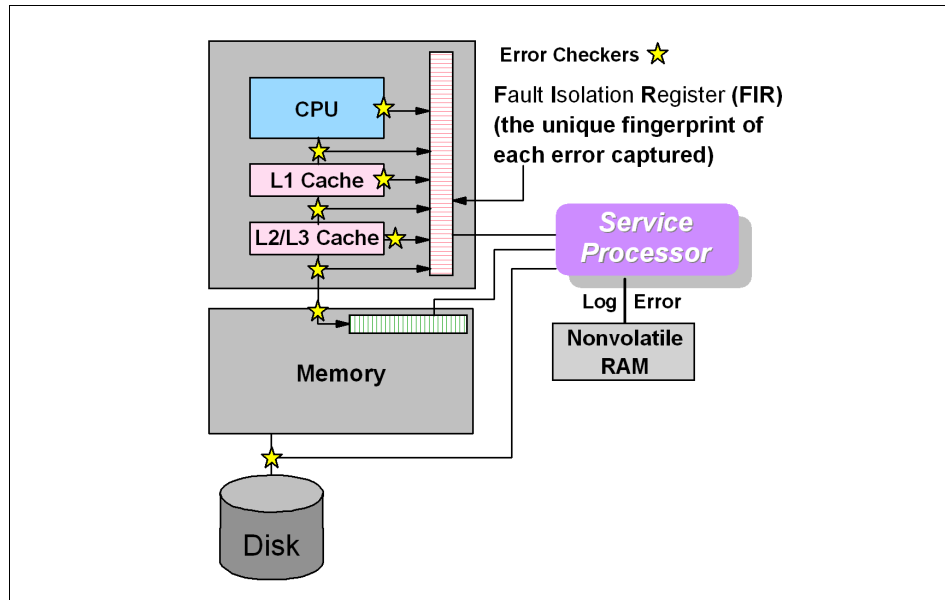 Error Checkers
Fault Isolation Register (FIR)
(the unique fingerprint of
each error captured)
CPU
L1 Cache
L2/L3 Cache
Service
Processor
Log Error
Nonvolatile
RAM
Memory
Disk